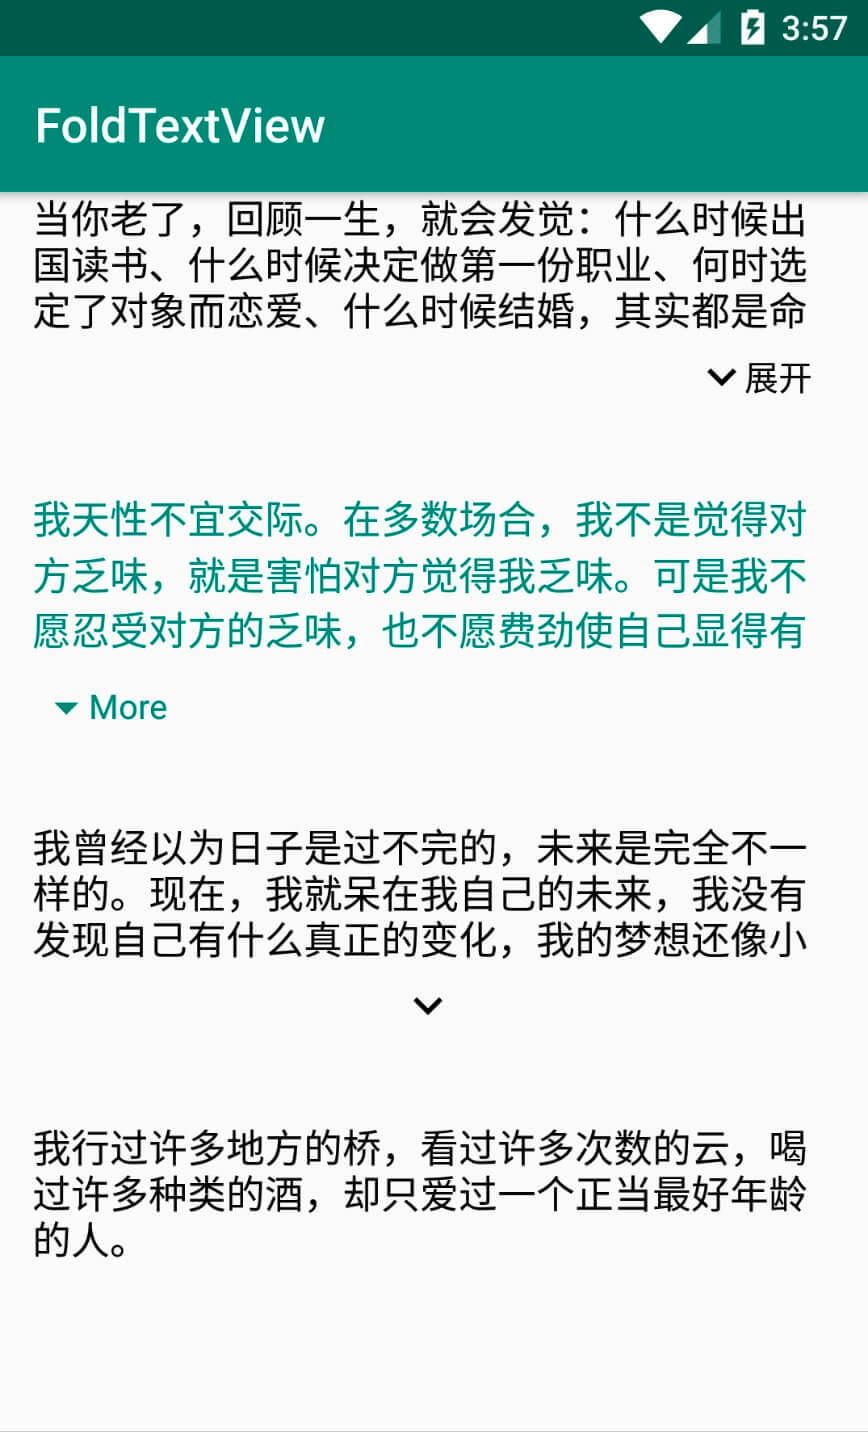 3:57
FoldTextView
当你老了，回顾一生，就会发觉：什么时候出
国读书、什么时候决定做第一份职业、何时选
定了对象而恋爱、什么时候结婚，其实都是命
展开
我天性不宜交际。在多数场合，我不是觉得对
方乏味，就是害怕对方觉得我乏味。可是我不
愿忍受对方的乏味，也不愿费劲使自己显得有
More
我曾经以为日子是过不完的，未来是完全不一
样的。现在，我就呆在我自己的未来，我没有
发现自己有什么真正的变化，我的梦想还像小
我行过许多地方的桥，看过许多次数的云，喝
过许多种类的酒，却只爱过一个正当最好年龄
的人。